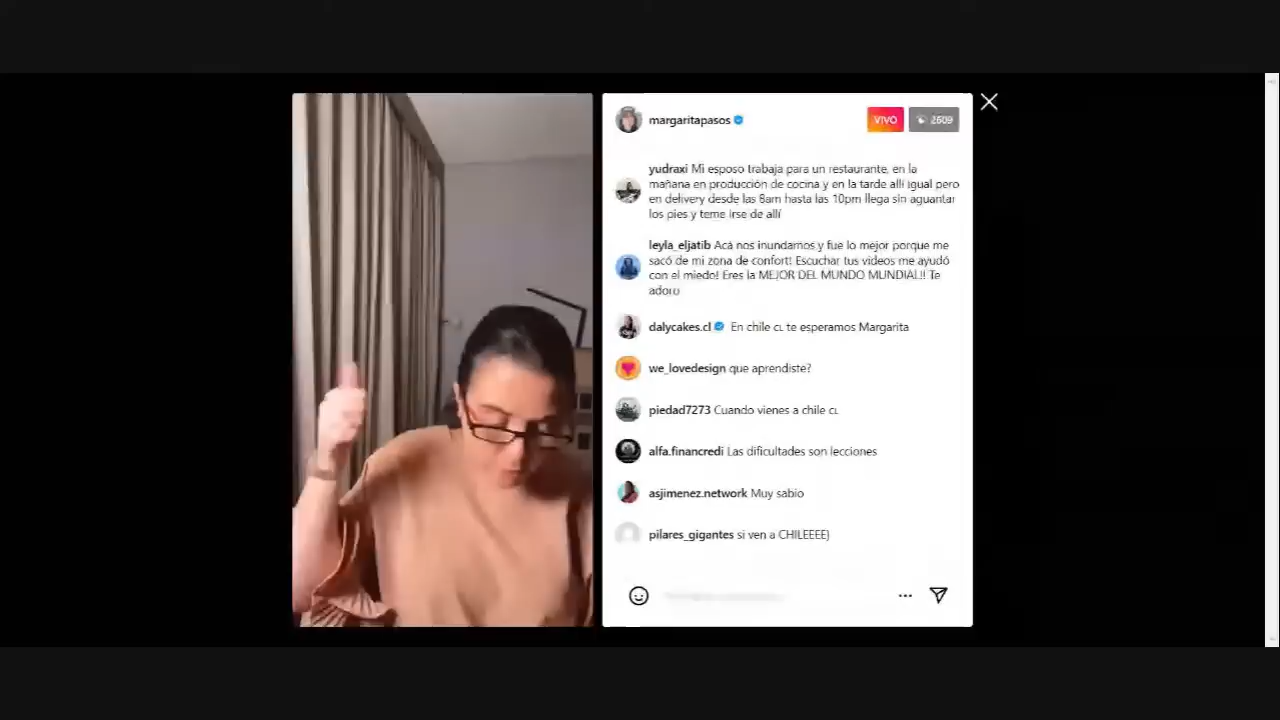 margaritapasos
VIVO 2609
yudraxi Mi esposo trabaja para un restaurante, en la
mañana en producción de cocina y en la tarde allí igual pero
en delivery desde las 8am hasta las 10pm llega sin aguantar
los pies y teme irse de allí
leyla_eljatib Acá nos inundamos y fue lo mejor porque me
sacó de mi zona de confort! Escuchar tus videos me ayudó
con el miedo! Eres la MEJOR DEL MUNDO MUNDIAL!! Te
adoro
dalycakes.cl En chile CL te esperamos Margarita
we_lovedesign que aprendiste?
piedad7273 Cuando vienes a chile CL
alfa.financredi Las dificultades son lecciones
asjimenez.network Muy sabio
pilares_gigantes si ven a CHILEEEE)